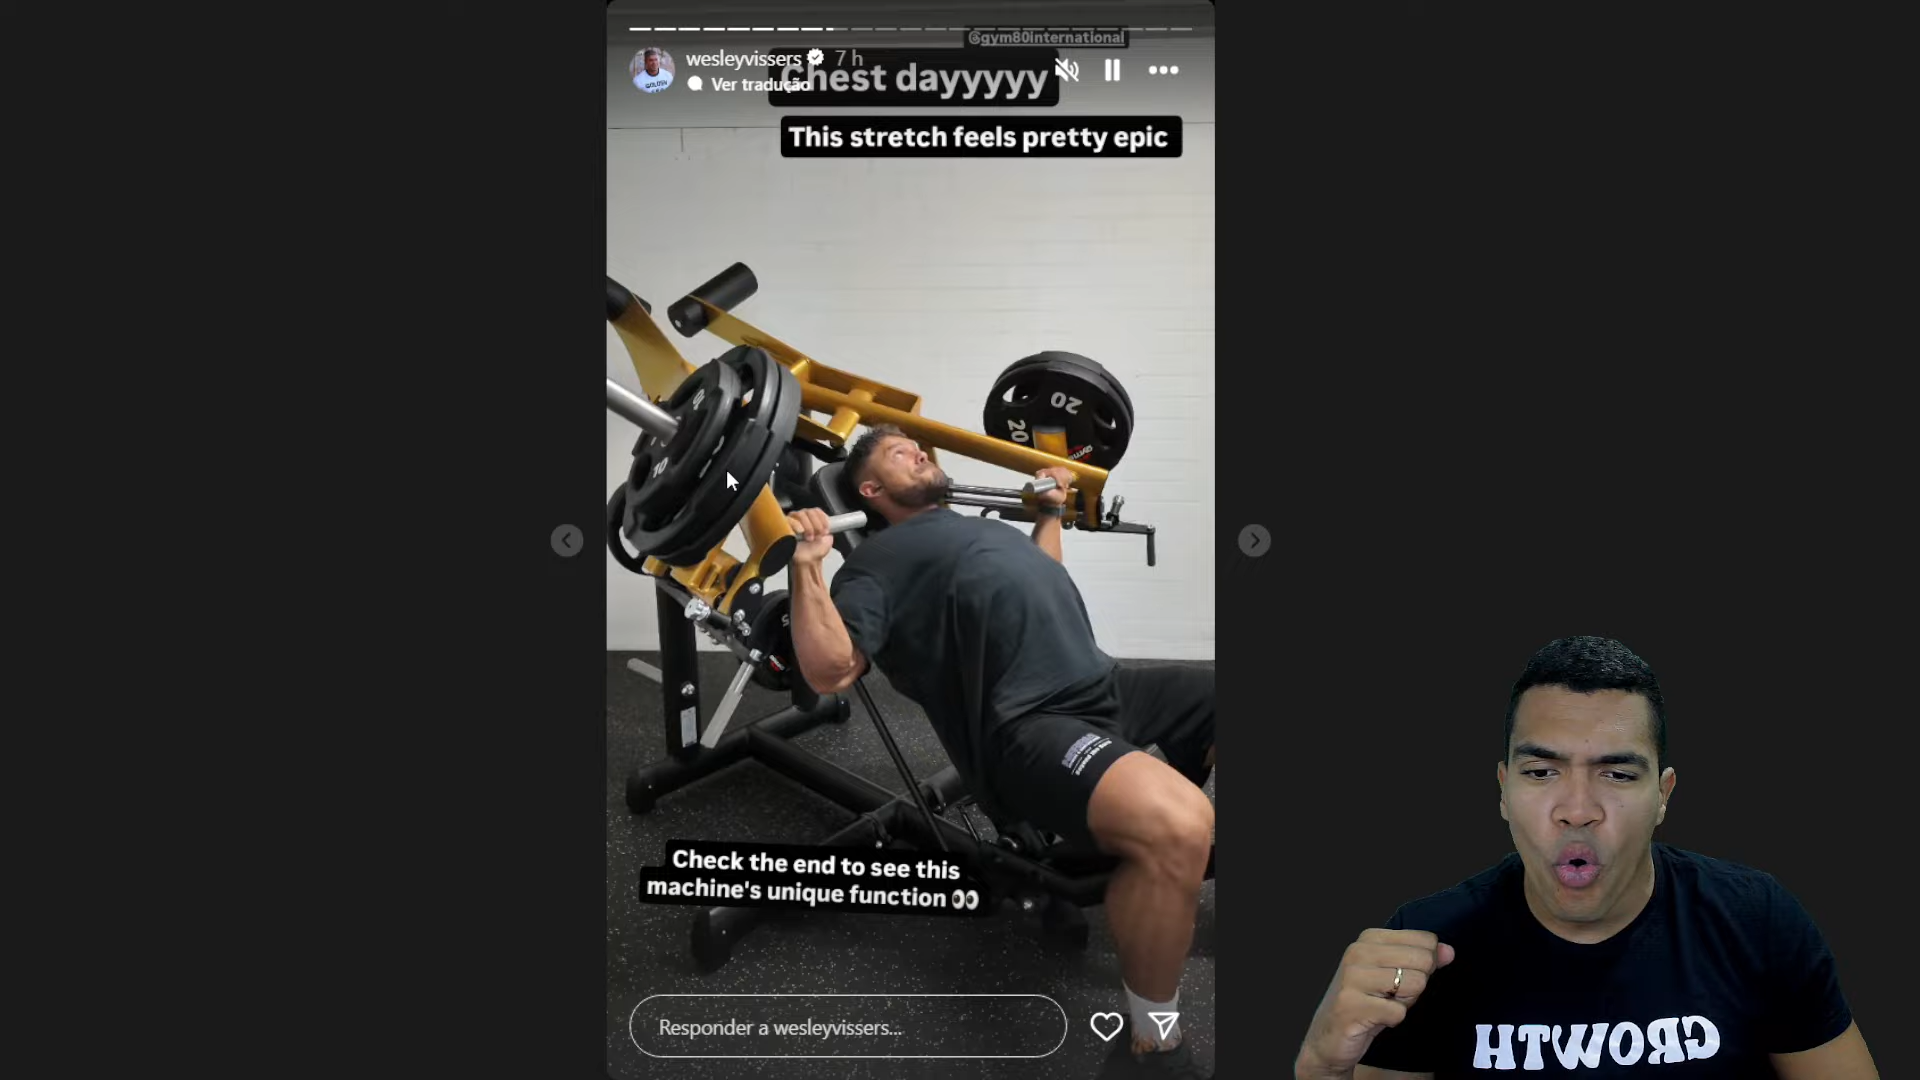 @gym80international
wesleyvissers 7 h
Ver tradução
Chest dayyyyy
This stretch feels pretty epic
20
20
10
Check the end to see this
machine's unique function 👀
Responder a wesleyvissers...
GROWTH